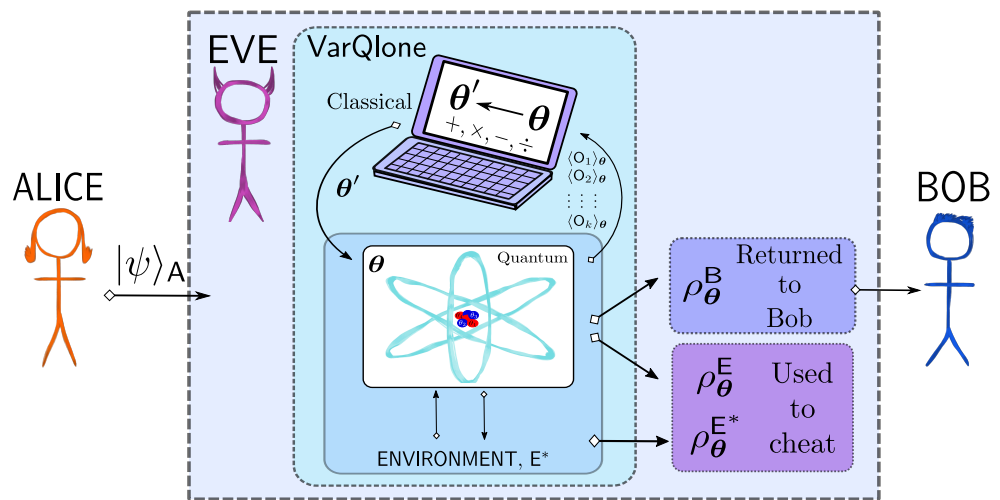 EVE
VarQlone
Classical
θ′ ← θ
+, ×, −, ÷
θ′
⟨O₁⟩θ
⟨O₂⟩θ
. . .
. . .
⟨Oₖ⟩θ
ALICE
|ψ⟩A
BOB
θ
Quantum
ENVIRONMENT, E*
ρθᴮ
Returned
to
Bob
ρθᴱ
ρθᴱ*
Used
to
cheat